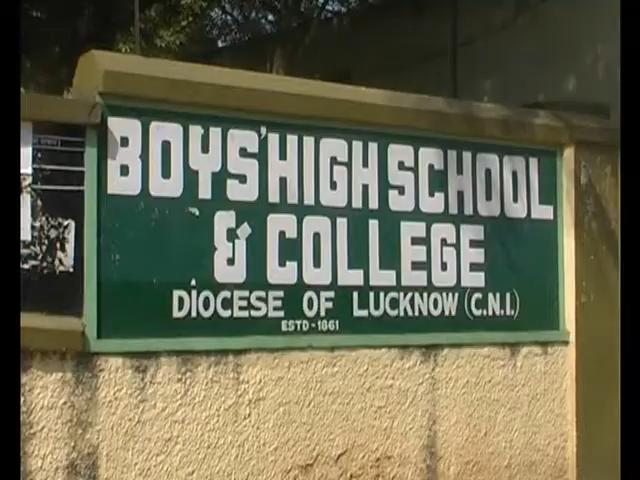 BOYS' HIGH SCHOOL
& COLLEGE
DIOCESE OF LUCKNOW (C.N.I.)
ESTD-1861